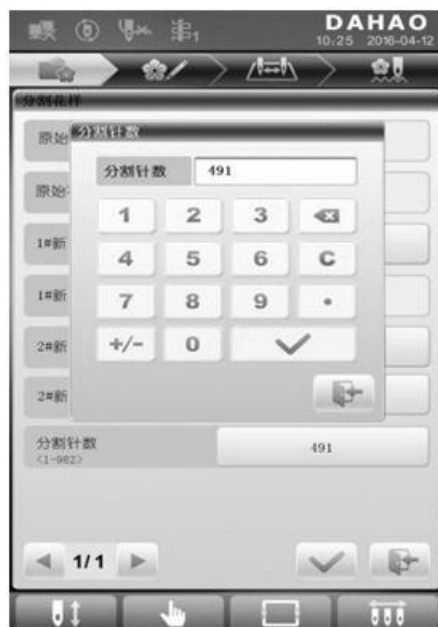 DAHAO
10:25 2016-04-12
分割花样
原始
分割针数
分割针数 491
原始
1 2 3
1#新
4 5 6 C
1#新
7 8 9 •
2#新
+/- 0
2#新
分割针数 491
<1-982>
1/1